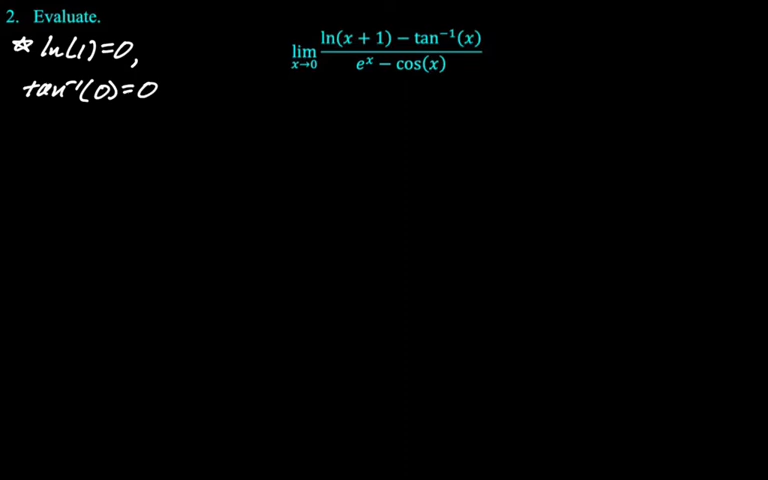 2. Evaluate.
☆ ln(1)=0,
tan⁻¹(0)=0
lim x→0 ln(x + 1) − tan⁻¹(x) / eˣ − cos(x)